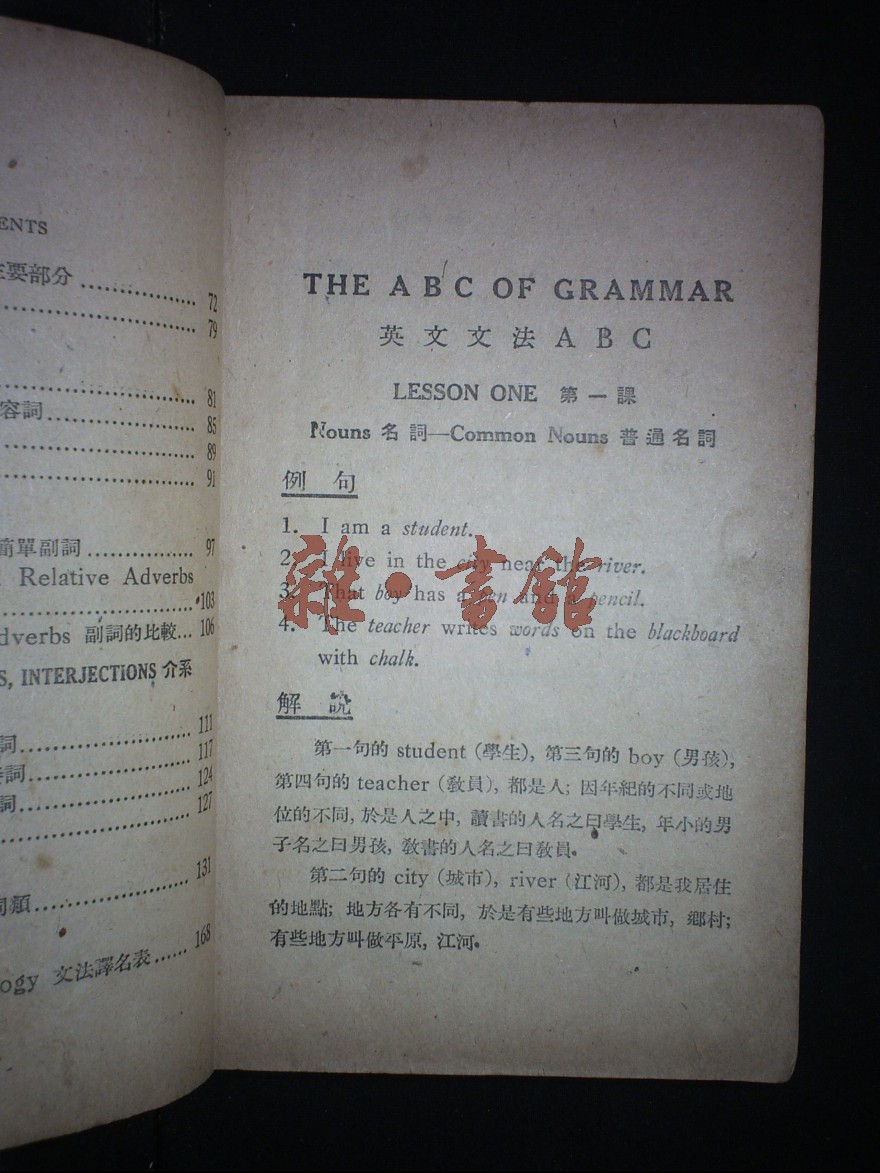 ENTS
主要部分 ................ 72
79
81
容詞 ................ 85
89
91
簡單副詞 ................ 97
Relative Adverbs
103
dverbs 副詞的比較... 106
S, INTERJECTIONS 介系
詞 ................ 111
詞 ................ 117
詞 ................ 124
127
131
168
ogy 文法譯名表 ......
THE A B C OF GRAMMAR
英文文法 A B C
LESSON ONE 第一課
Nouns 名詞—Common Nouns 普通名詞
例句
1. I am a student.
2. I live in the city near the river.
3. That boy has a pen and a pencil.
4. The teacher writes words on the blackboard
with chalk.
雜·書館
解說
第一句的 student (學生), 第三句的 boy (男孩),
第四句的 teacher (敎員), 都是人; 因年紀的不同或地
位的不同, 於是人之中, 讀書的人名之曰學生, 年小的男
子名之曰男孩, 敎書的人名之曰敎員.
第二句的 city (城市), river (江河), 都是我居住
的地點; 地方各有不同, 於是有些地方叫做城市, 鄉村;
有些地方叫做平原, 江河.